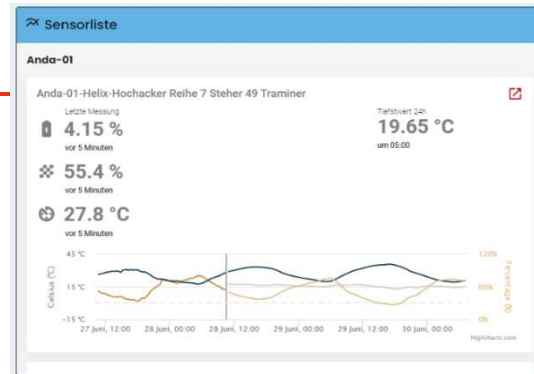 Sensorliste
Anda-01
Anda-01-Helix-Hochacker Reihe 7 Steher 49 Traminer
Letzte Messung
4.15 %
vor 5 Minuten
55.4 %
vor 5 Minuten
27.8 °C
vor 5 Minuten
Tiefstwert 24h
19.65 °C
um 05:00
Celsius (°C)
45 °C
15 °C
-15 °C
120%
60%
0%
Percentage (%)
27 Juni, 12:00 28 Juni, 00:00 28 Juni, 12:00 29 Juni, 00:00 29 Juni, 12:00 30 Juni, 00:00
Highcharts.com